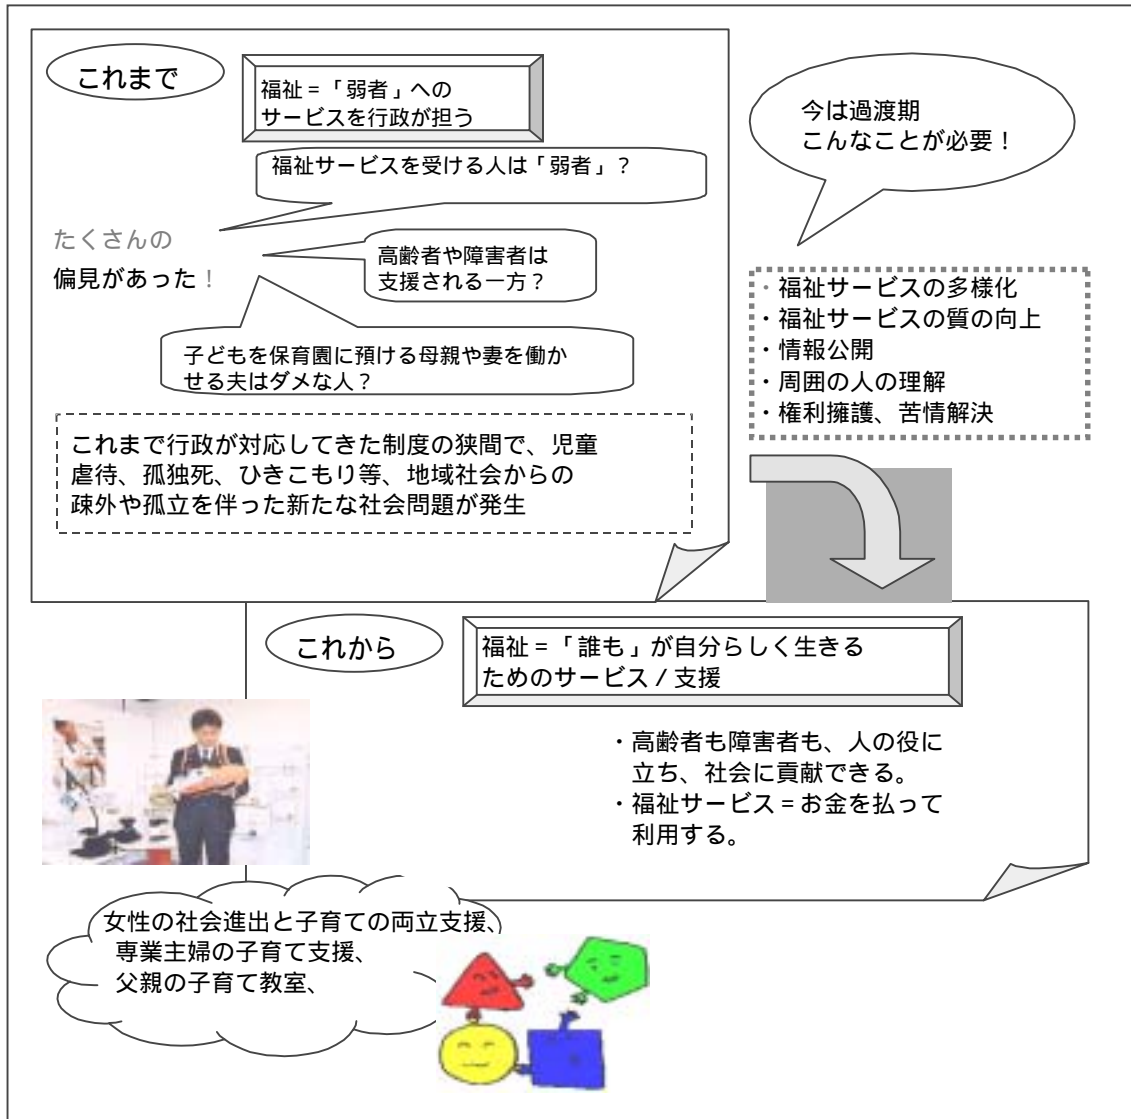 これまで
福祉=「弱者」への
サービスを行政が担う
福祉サービスを受ける人は「弱者」?
たくさんの
偏見があった!
高齢者や障害者は
支援される一方?
子どもを保育園に預ける母親や妻を働か
せる夫はダメな人?
これまで行政が対応してきた制度の狭間で、児童
虐待、孤独死、ひきこもり等、地域社会からの
疎外や孤立を伴った新たな社会問題が発生
今は過渡期
こんなことが必要!
・福祉サービスの多様化
・福祉サービスの質の向上
・情報公開
・周囲の人の理解
・権利擁護、苦情解決
これから
福祉=「誰も」が自分らしく生きる
ためのサービス/支援
・高齢者も障害者も、人の役に
立ち、社会に貢献できる。
・福祉サービス=お金を払って
利用する。
女性の社会進出と子育ての両立支援、
専業主婦の子育て支援、
父親の子育て教室、